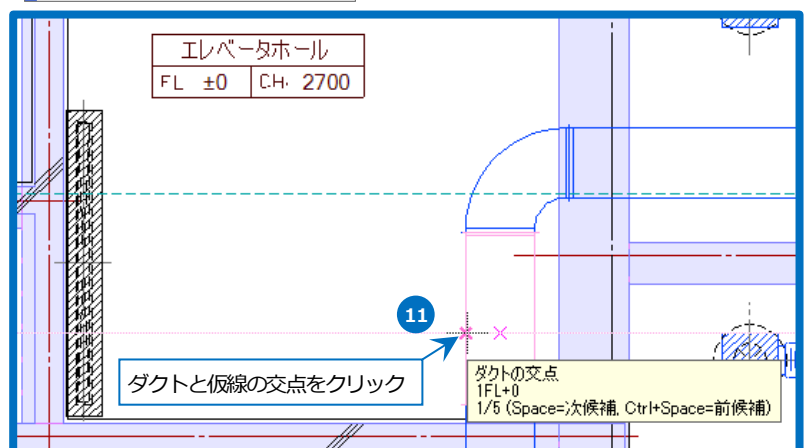 エレベータホール
FL ±0 C.H. 2700
11
ダクトと仮線の交点をクリック
ダクトの交点
1FL+0
1/5 (Space=次候補, Ctrl+Space=前候補)